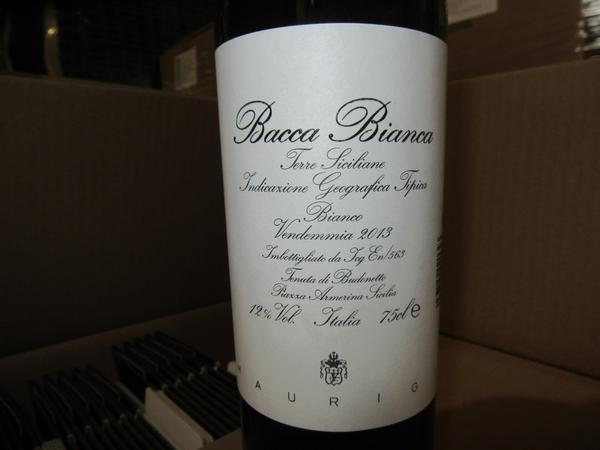 Bacca Bianca
Terre Siciliane
Indicazione Geografica Tipica
Bianco
Vendemmia 2013
Imbottigliato da Icq En/563
Tenuta di Budonetto
Piazza Armerina Sicilia
12% Vol. Italia 75cl e
AURIG